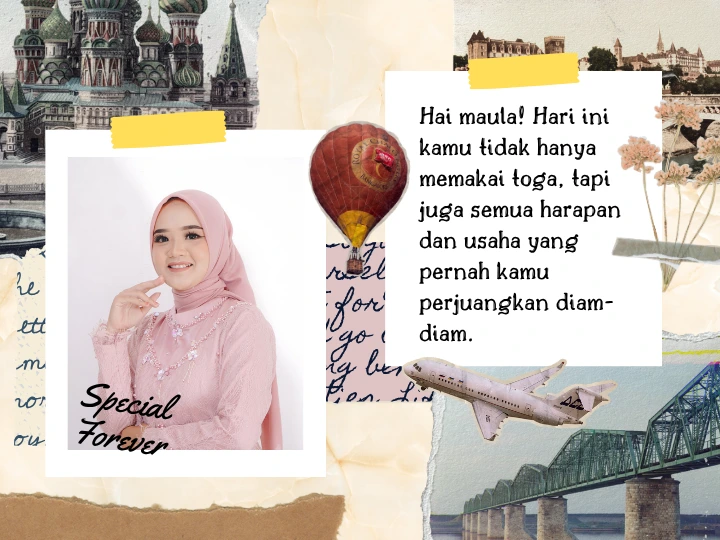 Hai maula! Hari ini
kamu tidak hanya
memakai toga, tapi
juga semua harapan
dan usaha yang
pernah kamu
perjuangkan diam-
diam.
Special
Forever